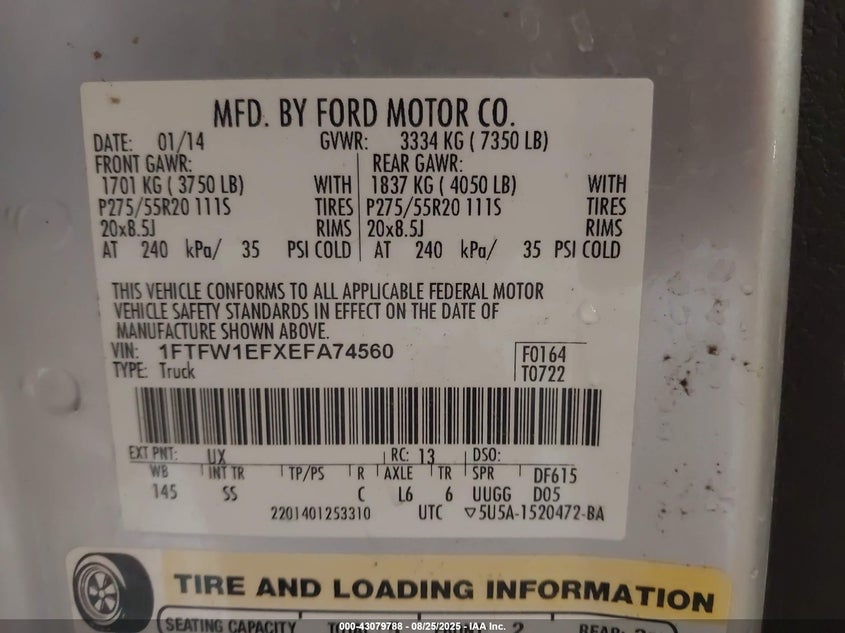 MFD. BY FORD MOTOR CO.
DATE: 01/14 GVWR: 3334 KG ( 7350 LB)
FRONT GAWR: REAR GAWR:
1701 KG ( 3750 LB) WITH 1837 KG ( 4050 LB) WITH
P275/55R20 111S TIRES P275/55R20 111S TIRES
20x8.5J RIMS 20x8.5J RIMS
AT 240 kPa/ 35 PSI COLD AT 240 kPa/ 35 PSI COLD
THIS VEHICLE CONFORMS TO ALL APPLICABLE FEDERAL MOTOR
VEHICLE SAFETY STANDARDS IN EFFECT ON THE DATE OF
MANUFACTURE SHOWN ABOVE.
VIN: 1FTFW1EFXEFA74560 F0164
TYPE: Truck T0722
EXT PNT: UX RC: 13 DSO:
WB INT TR TP/PS R AXLE TR SPR DF615
145 SS C L6 6 UUGG D05
2201401253310 UTC ▽5U5A-1520472-BA
TIRE AND LOADING INFORMATION
SEATING CAPACITY 2
000-43079788 - 08/25/2025 - IAA Inc.